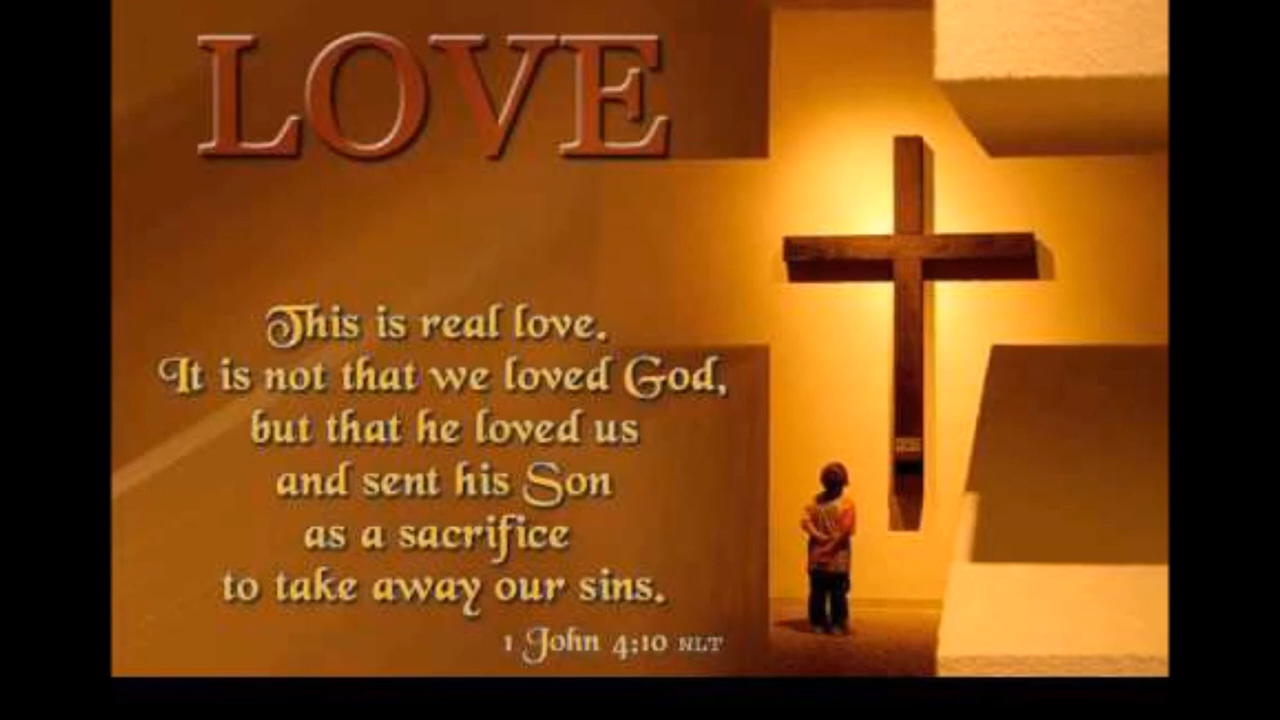 LOVE
This is real love.
It is not that we loved God,
but that he loved us
and sent his Son
as a sacrifice
to take away our sins.
1 John 4:10 NLT